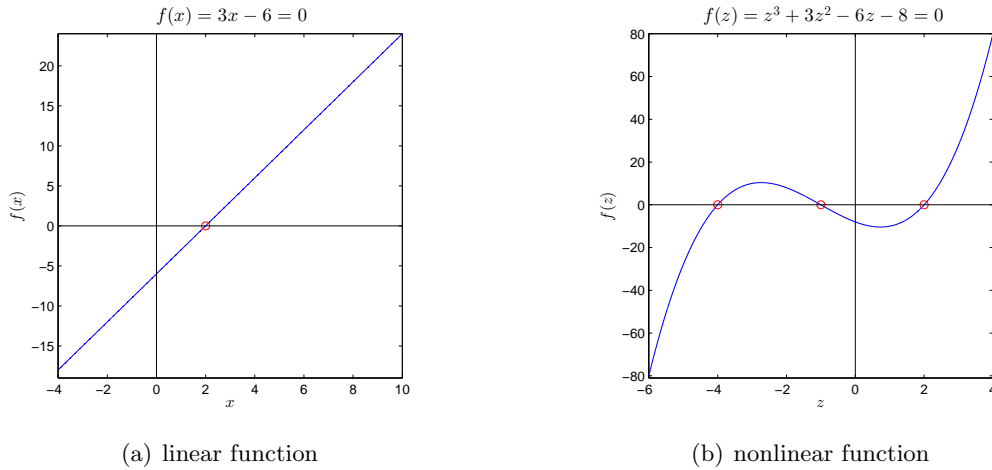 f(x) = 3x − 6 = 0
20
15
10
5
0
−5
−10
−15
f(x)
−4 −2 0 2 4 6 8 10
x
(a) linear function
f(z) = z³ + 3z² − 6z − 8 = 0
80
60
40
20
0
−20
−40
−60
−80
f(z)
−6 −4 −2 0 2 4
z
(b) nonlinear function